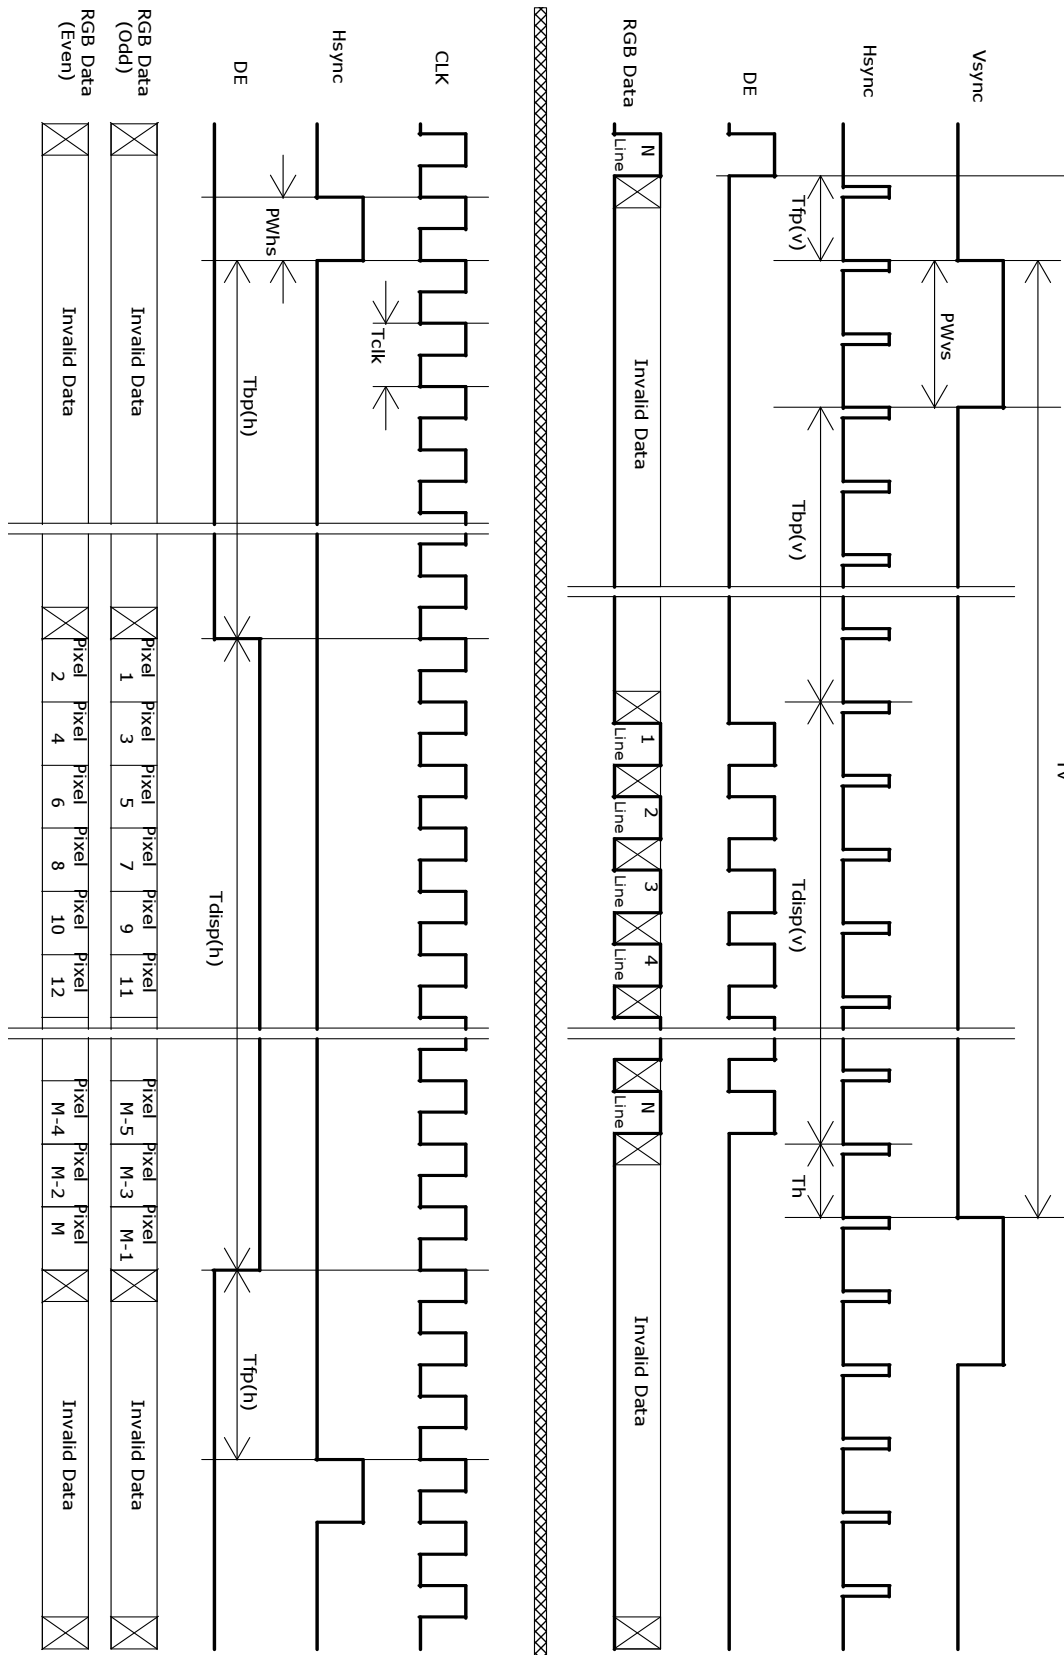 Tv
Vsync
PWvs
Hsync
Tfp(v)
Tbp(v)
Tdisp(v)
Th
DE
RGB Data
N
Line
Invalid Data
1
Line
2
Line
3
Line
4
Line
N
Line
Invalid Data
CLK
Tclk
Hsync
PWhs
DE
Tbp(h)
Tdisp(h)
Tfp(h)
RGB Data
(Odd)
Invalid Data
Pixel
1
Pixel
3
Pixel
5
Pixel
7
Pixel
9
Pixel
11
Pixel
M-5
Pixel
M-3
Pixel
M-1
Invalid Data
RGB Data
(Even)
Invalid Data
Pixel
2
Pixel
4
Pixel
6
Pixel
8
Pixel
10
Pixel
12
Pixel
M-4
Pixel
M-2
Pixel
M
Invalid Data